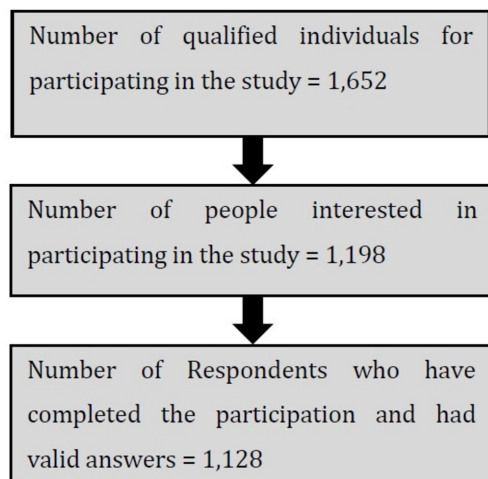 Number of qualified individuals for
participating in the study = 1,652
Number of people interested in
participating in the study = 1,198
Number of Respondents who have
completed the participation and had
valid answers = 1,128